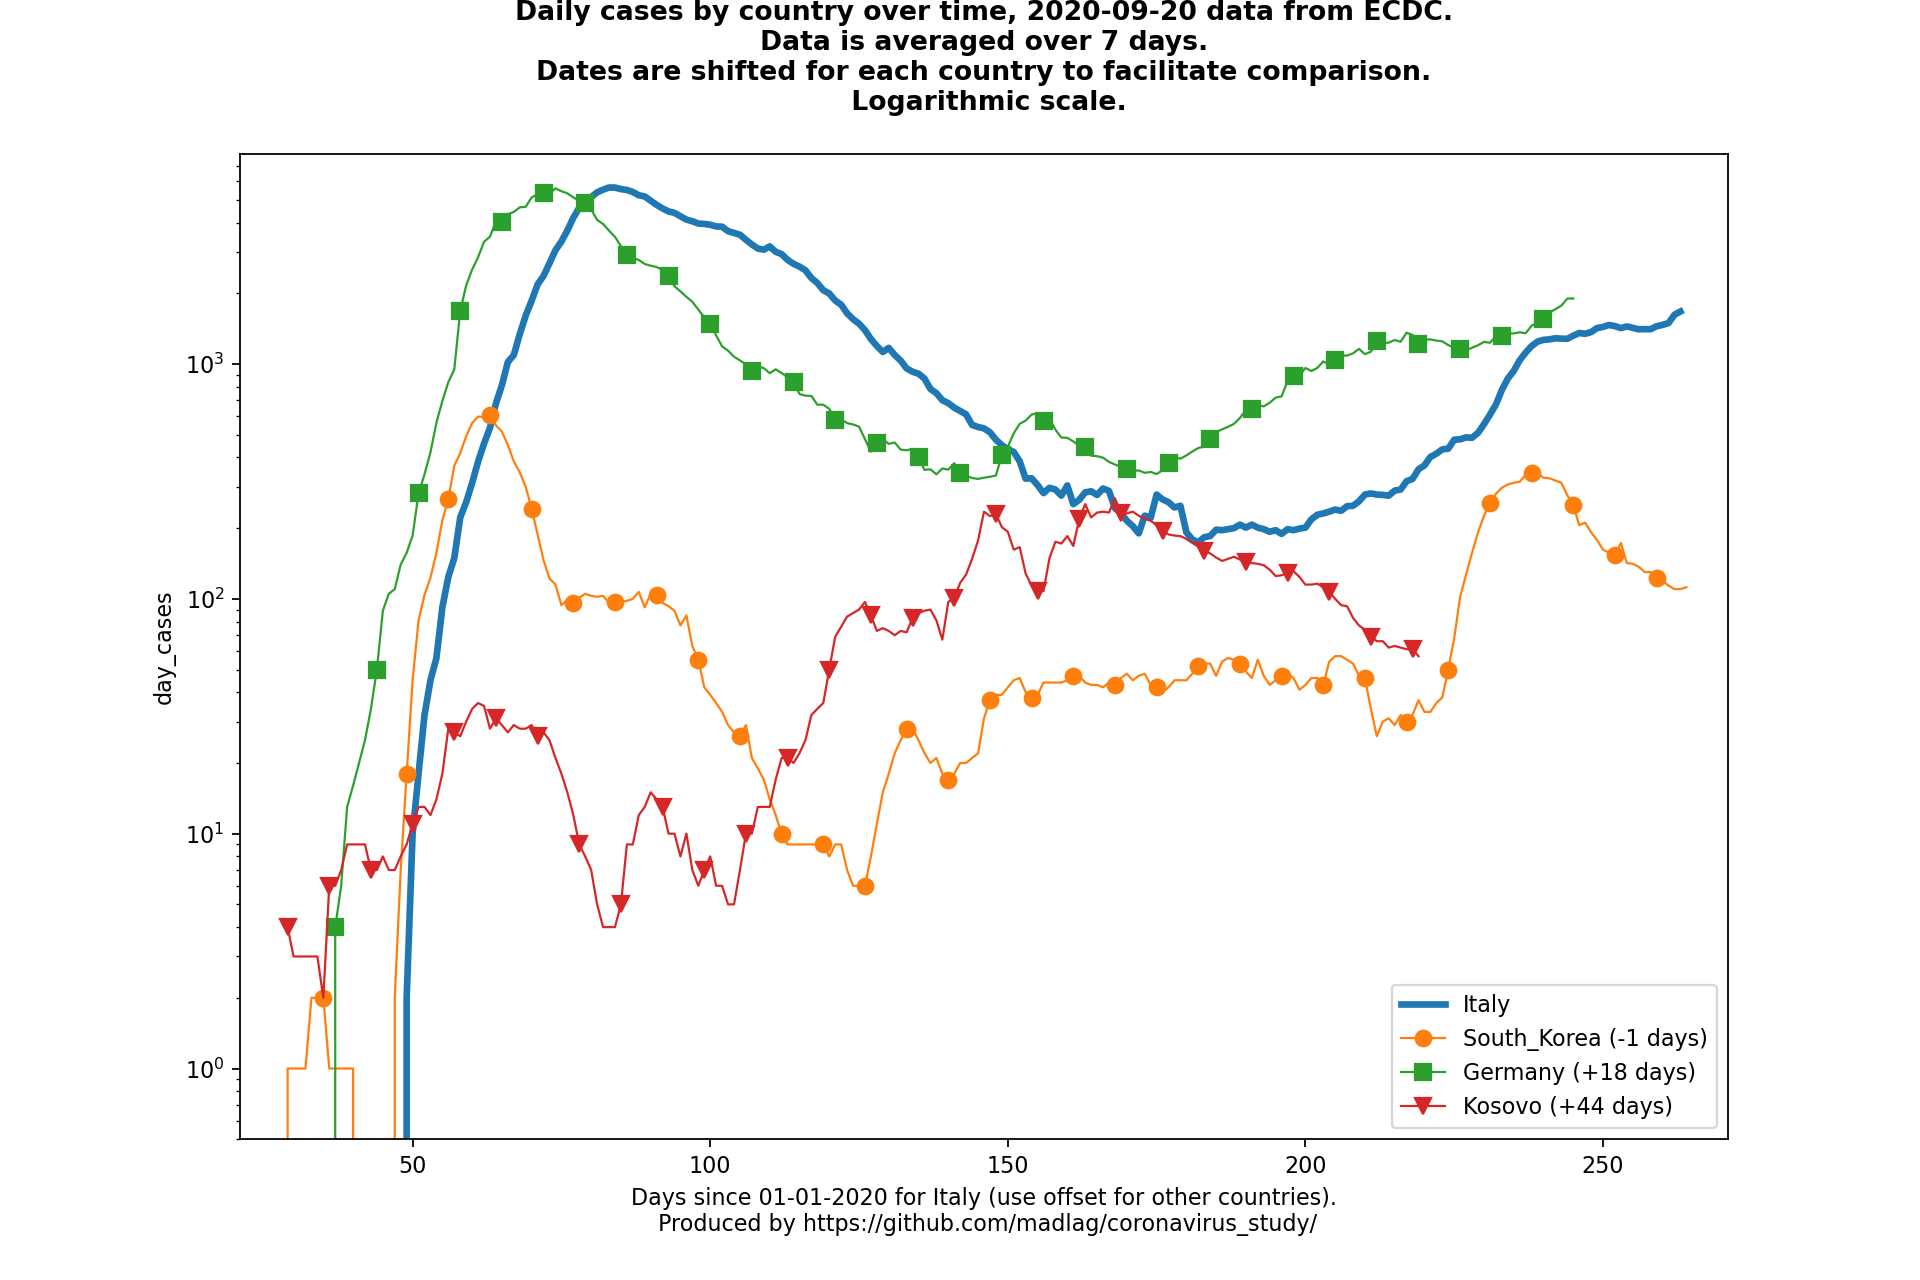 Daily cases by country over time, 2020-09-20 data from ECDC.
Data is averaged over 7 days.
Dates are shifted for each country to facilitate comparison.
Logarithmic scale.
day_cases
10³
10²
10¹
10⁰
50
100
150
200
250
Italy
South_Korea (-1 days)
Germany (+18 days)
Kosovo (+44 days)
Days since 01-01-2020 for Italy (use offset for other countries).
Produced by https://github.com/madlag/coronavirus_study/